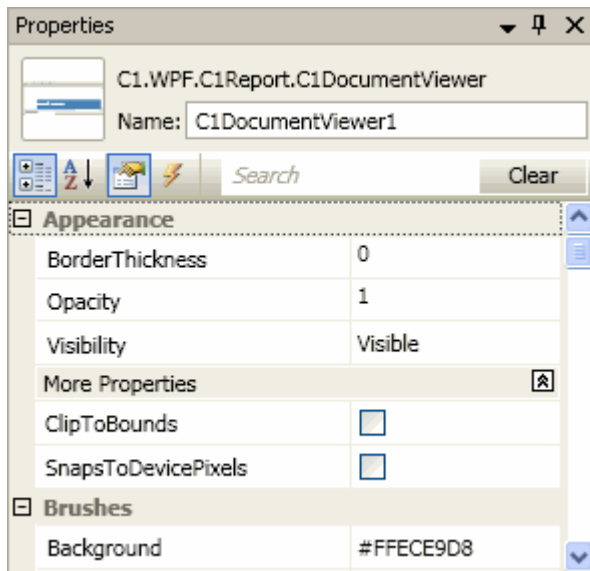 Properties
C1.WPF.C1Report.C1DocumentViewer
Name: C1DocumentViewer1
A Z Search Clear
Appearance
BorderThickness 0
Opacity 1
Visibility Visible
More Properties
ClipToBounds
SnapsToDevicePixels
Brushes
Background #FFECE9D8